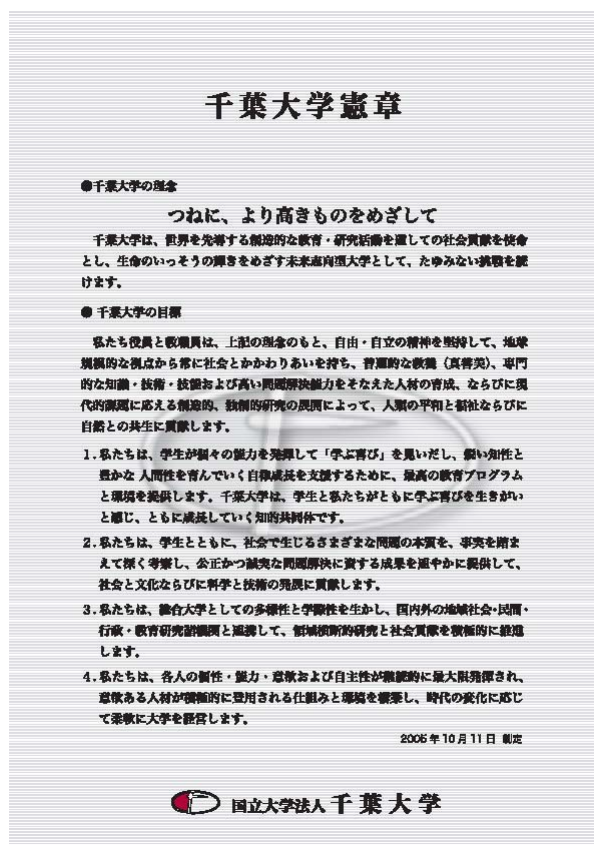 千葉大学憲章
●千葉大学の理念
つねに、より高きものをめざして
千葉大学は、世界を先導する創造的な教育・研究活動を通しての社会貢献を使命
とし、生命のいっそうの輝きをめざす未来志向型大学として、たゆみない挑戦を続
けます。
● 千葉大学の目標
私たち役員と教職員は、上記の理念のもと、自由・自立の精神を堅持して、地球
規模的な視点から常に社会とかかわりあいを持ち、普遍的な教養（真善美）、専門
的な知識・技術・技能および高い問題解決能力をそなえた人材の育成、ならびに現
代的課題に応える創造的、独創的研究の展開によって、人類の平和と福祉ならびに
自然との共生に貢献します。
1. 私たちは、学生が個々の能力を発揮して「学ぶ喜び」を見いだし、鋭い知性と
豊かな 人間性を育んでいく自律成長を支援するために、最高の教育プログラム
と環境を提供します。千葉大学は、学生と私たちがともに学ぶ喜びを生きがい
と感じ、ともに成長していく知的共同体です。
2. 私たちは、学生とともに、社会で生じるさまざまな問題の本質を、事実を踏ま
えて深く考察し、公正かつ誠実な問題解決に資する成果を速やかに提供して、
社会と文化ならびに科学と技術の発展に貢献します。
3. 私たちは、総合大学としての多様性と学際性を生かし、国内外の地域社会・民間・
行政・教育研究諸機関と連携して、領域横断的研究と社会貢献を積極的に推進
します。
4. 私たちは、各人の個性・能力・意欲および自主性が継続的に最大限発揮され、
意欲ある人材が積極的に登用される仕組みと環境を構築し、時代の変化に応じ
て柔軟に大学を経営します。
2005年10月11日 制定
国立大学法人 千葉大学